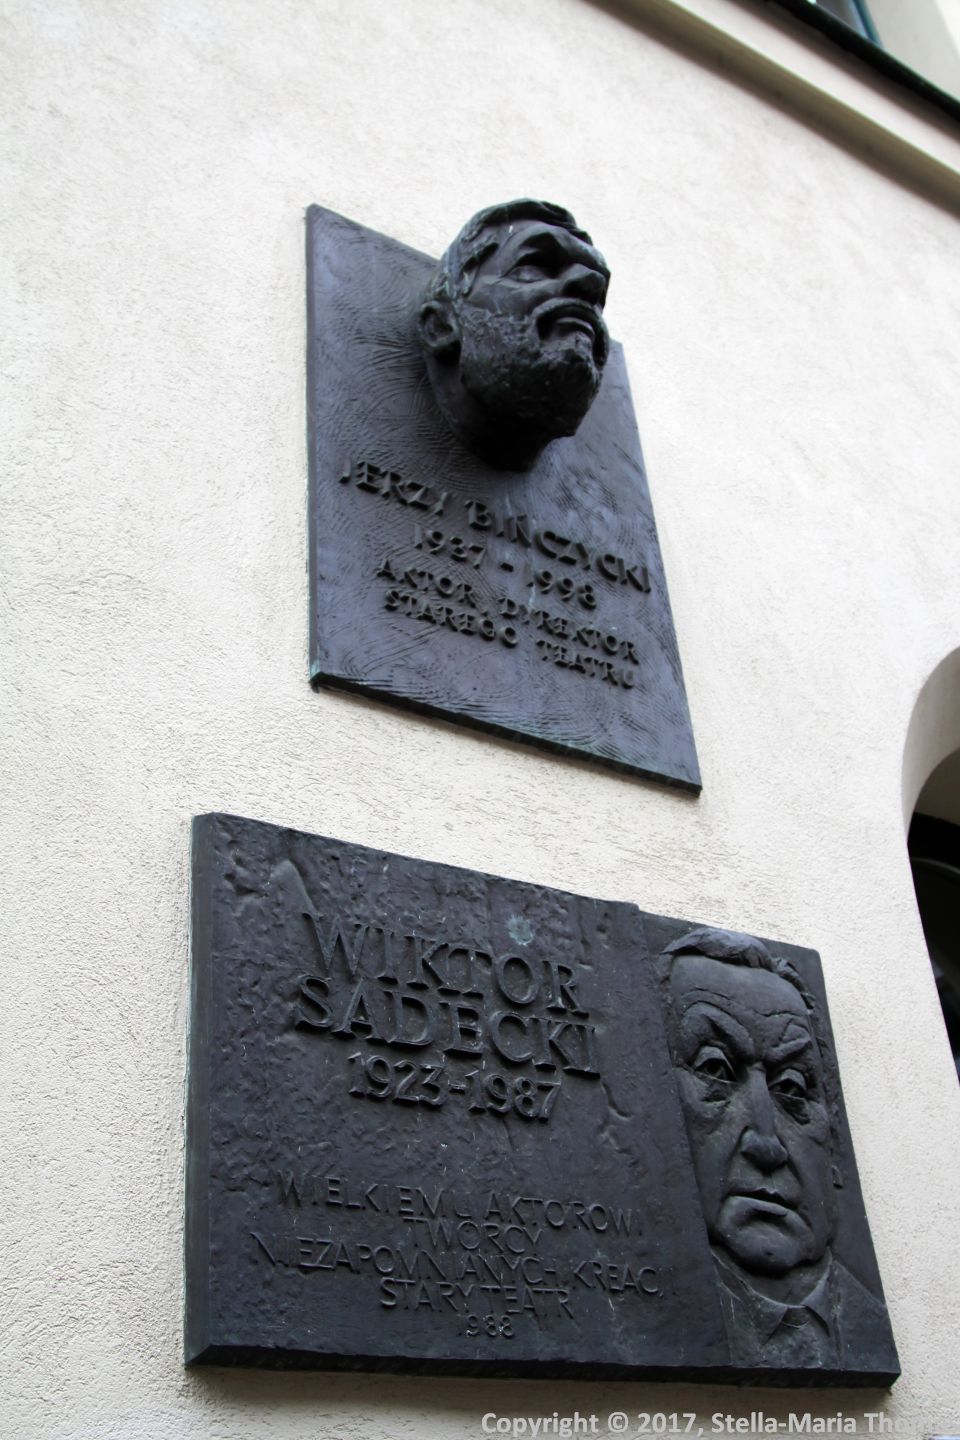 JERZY BIŃCZYCKI
1937 - 1998
AKTOR, DYREKTOR
STAREGO TEATRU
WIKTOR
SADECKI
1923-1987
WIELKIEMU AKTOROWI
TWÓRCY
NIEZAPOMNIANYCH KREACJI
STARY TEATR
1988
Copyright © 2017, Stella-Maria Thomas